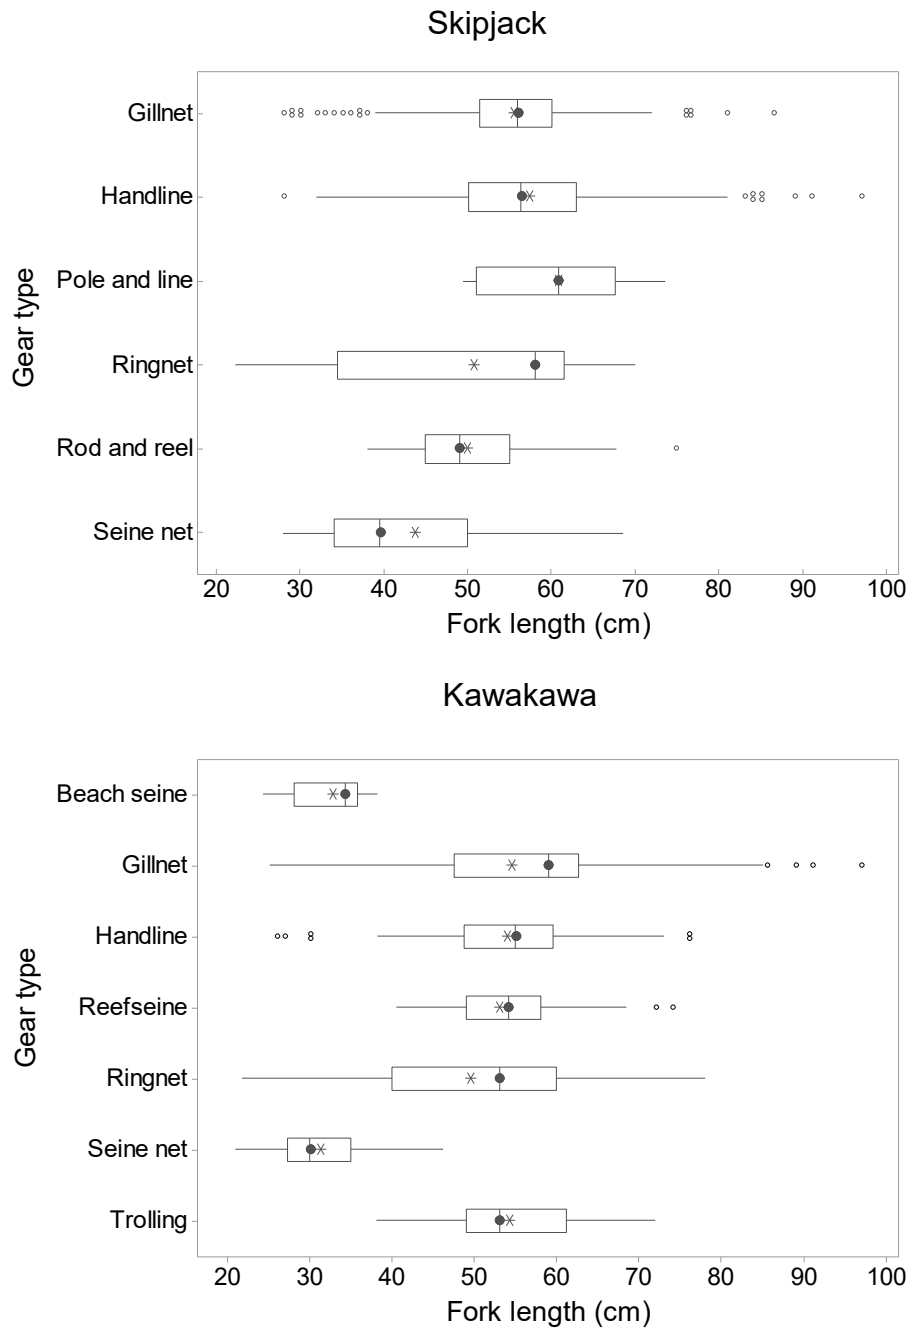 Skipjack
Gear type
Gillnet
Handline
Pole and line
Ringnet
Rod and reel
Seine net
20 30 40 50 60 70 80 90 100
Fork length (cm)
Kawakawa
Gear type
Beach seine
Gillnet
Handline
Reefseine
Ringnet
Seine net
Trolling
20 30 40 50 60 70 80 90 100
Fork length (cm)